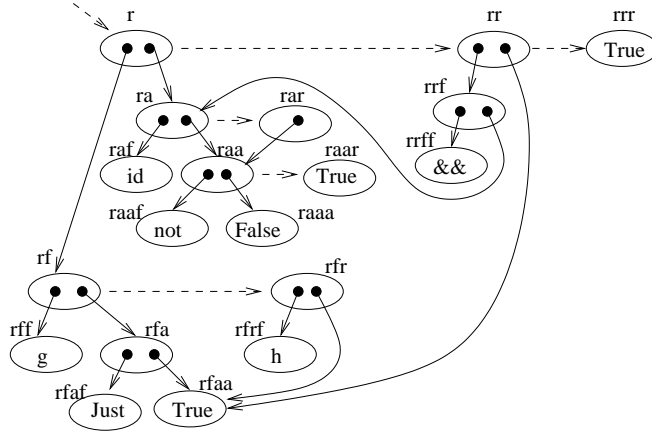 r rr rrr
True
ra rar rrf
raf raa raar rrff
id True &&
raaf raaa
not False
rf rfr
rff rfa rfrf
g h
rfaf rfaa
Just True